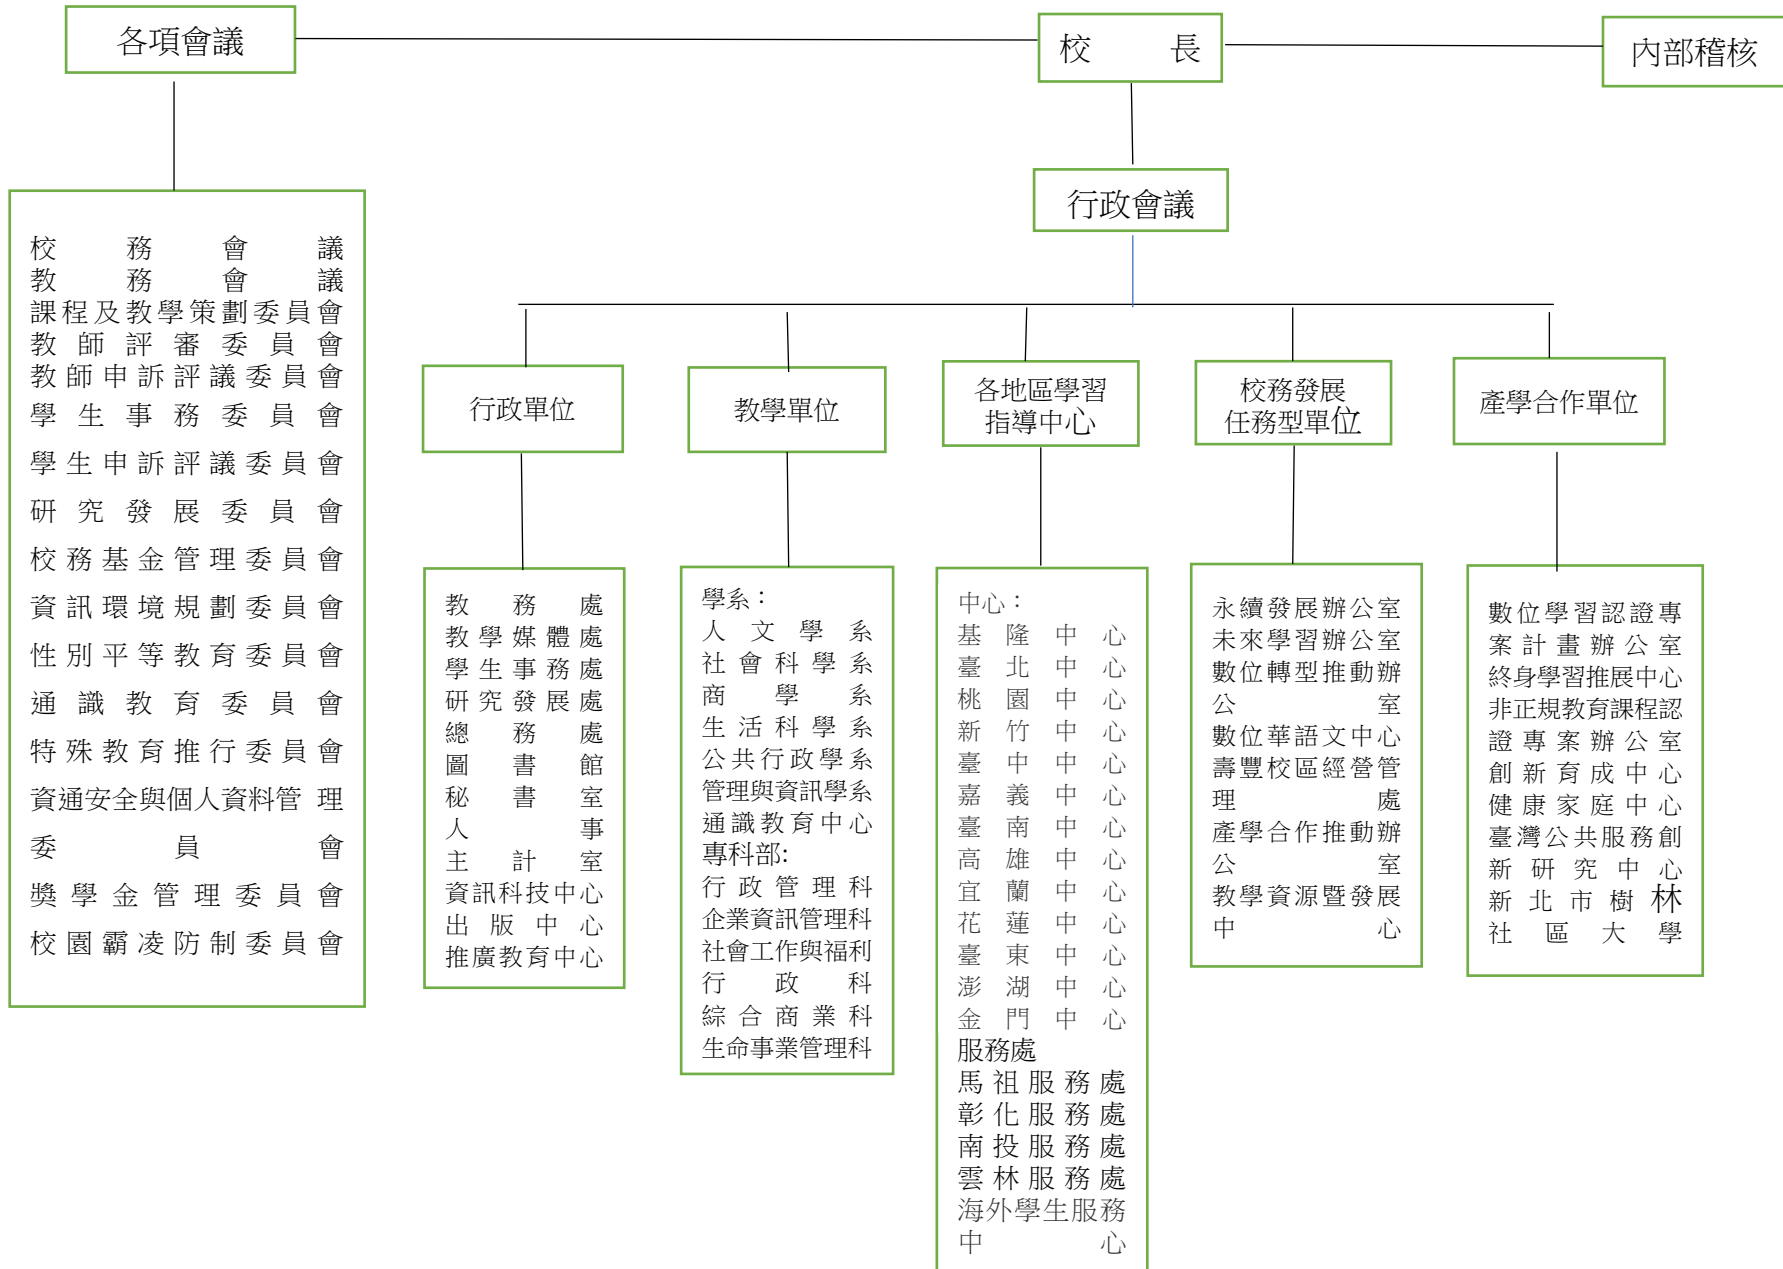 各項會議
校長
內部稽核
行政會議
校務會議
教務會議
課程及教學策劃委員會
教師評審委員會
教師申訴評議委員會
學生事務委員會
學生申訴評議委員會
研究發展委員會
校務基金管理委員會
資訊環境規劃委員會
性別平等教育委員會
通識教育委員會
特殊教育推行委員會
資通安全與個人資料管理
委員會
獎學金管理委員會
校園霸凌防制委員會
行政單位
教務處
教學媒體處
學生事務處
研究發展處
總務處
圖書館
秘書室
人事
主計室
資訊科技中心
出版中心
推廣教育中心
教學單位
學系：
人文學系
社會科學系
商學系
生活科學系
公共行政學系
管理與資訊學系
通識教育中心
專科部:
行政管理科
企業資訊管理科
社會工作與福利
行政科
綜合商業科
生命事業管理科
各地區學習
指導中心
中心：
基隆中心
臺北中心
桃園中心
新竹中心
臺中中心
嘉義中心
臺南中心
高雄中心
宜蘭中心
花蓮中心
臺東中心
澎湖中心
金門中心
服務處
馬祖服務處
彰化服務處
南投服務處
雲林服務處
海外學生服務
中心
校務發展
任務型單位
永續發展辦公室
未來學習辦公室
數位轉型推動辦
公室
數位華語文中心
壽豐校區經營管
理處
產學合作推動辦
公室
教學資源暨發展
中心
產學合作單位
數位學習認證專
案計畫辦公室
終身學習推展中心
非正規教育課程認
證專案辦公室
創新育成中心
健康家庭中心
臺灣公共服務創
新研究中心
新北市樹林
社區大學